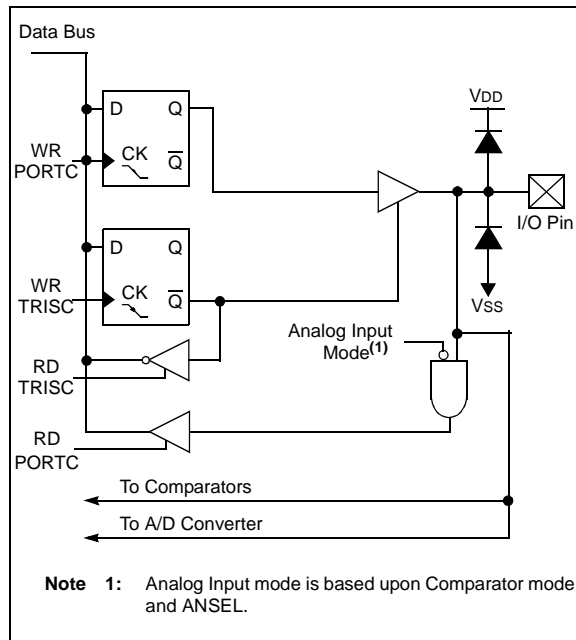 Data Bus
D Q
WR
PORTC
CK Q
VDD
I/O Pin
D Q
WR
TRISC
CK Q
VSS
Analog Input
Mode(1)
RD
TRISC
RD
PORTC
To Comparators
To A/D Converter
Note 1: Analog Input mode is based upon Comparator mode
and ANSEL.